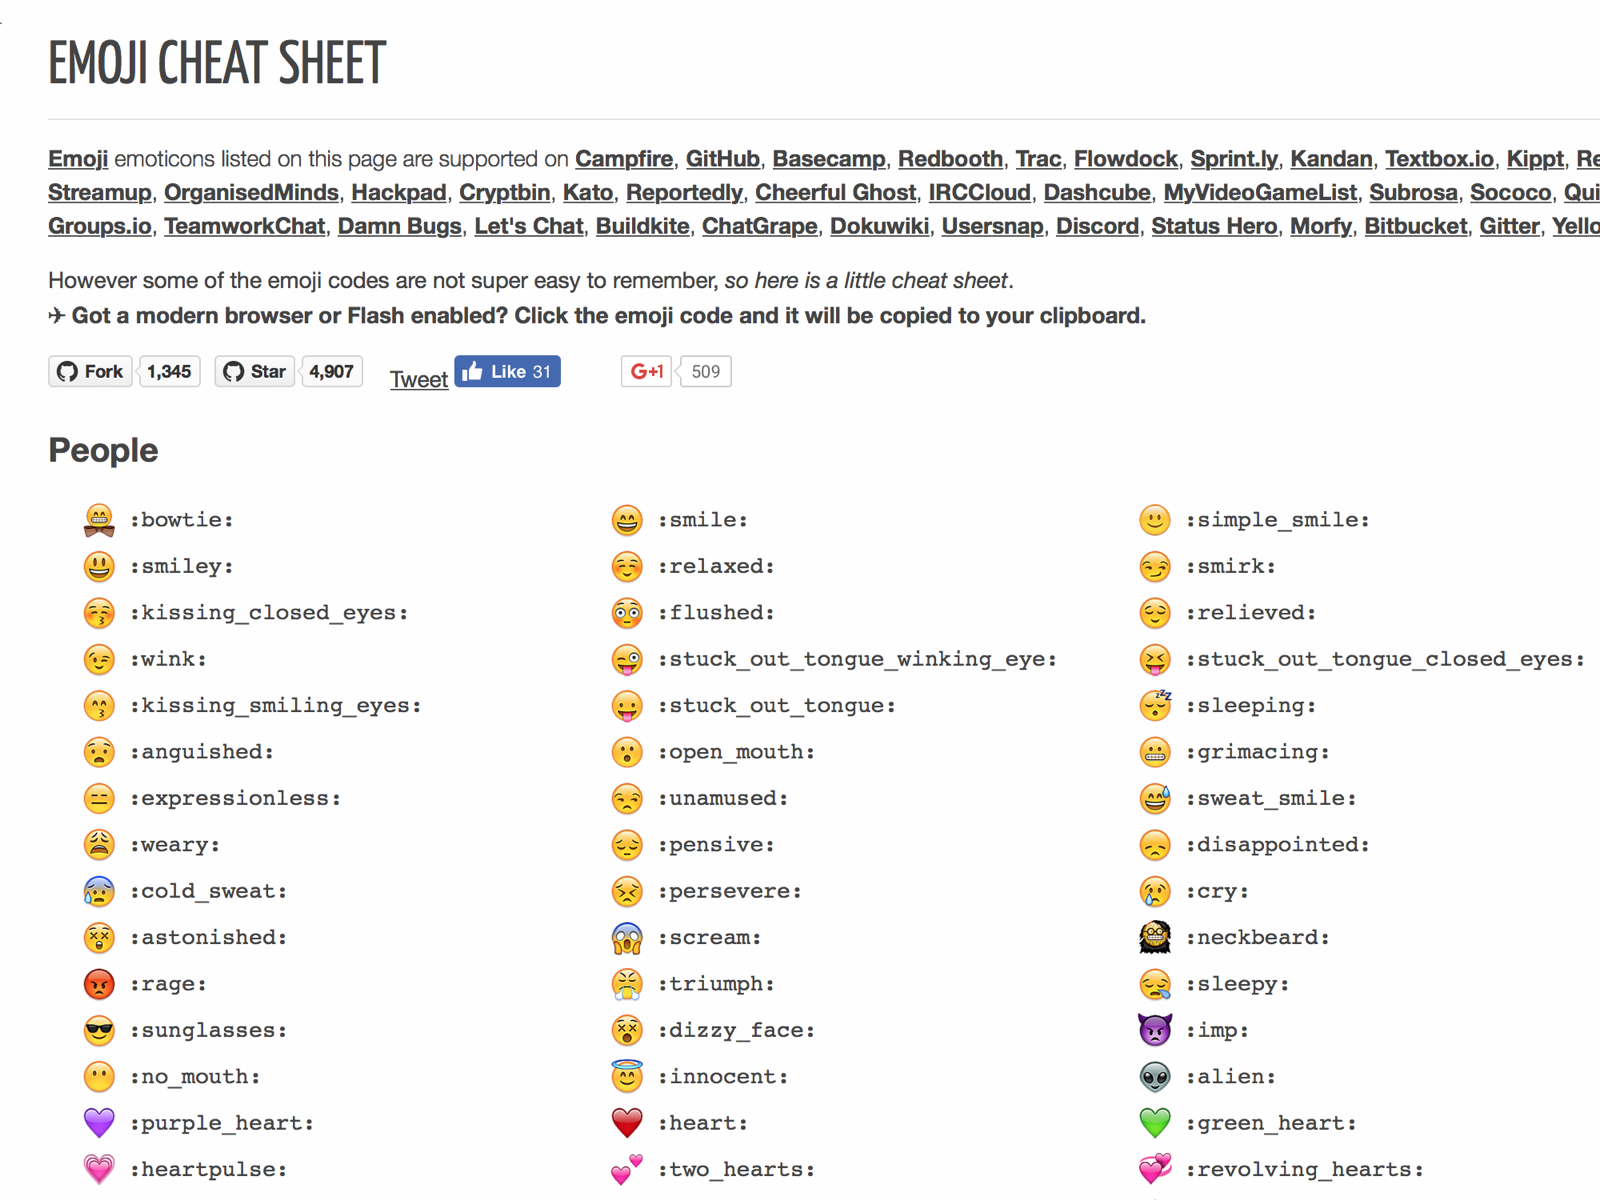 EMOJI CHEAT SHEET
Emoji emoticons listed on this page are supported on Campfire, GitHub, Basecamp, Redbooth, Trac, Flowdock, Sprint.ly, Kandan, Textbox.io, Kippt,
Streamup, OrganisedMinds, Hackpad, Cryptbin, Kato, Reportedly, Cheerful Ghost, IRCCloud, Dashcube, MyVideoGameList, Subrosa, Sococo,
Groups.io, TeamworkChat, Damn Bugs, Let's Chat, Buildkite, ChatGrape, Dokuwiki, Usersnap, Discord, Status Hero, Morfy, Bitbucket, Gitter,
However some of the emoji codes are not super easy to remember, so here is a little cheat sheet.
✈ Got a modern browser or Flash enabled? Click the emoji code and it will be copied to your clipboard.
Fork 1,345 Star 4,907 Tweet Like 31 G+1 509
People
:bowtie: :smile: :simple_smile:
:smiley: :relaxed: :smirk:
:kissing_closed_eyes: :flushed: :relieved:
:wink: :stuck_out_tongue_winking_eye: :stuck_out_tongue_closed_eyes:
:kissing_smiling_eyes: :stuck_out_tongue: :sleeping:
:anguished: :open_mouth: :grimacing:
:expressionless: :unamused: :sweat_smile:
:weary: :pensive: :disappointed:
:cold_sweat: :persevere: :cry:
:astonished: :scream: :neckbeard:
:rage: :triumph: :sleepy:
:sunglasses: :dizzy_face: :imp:
:no_mouth: :innocent: :alien:
:purple_heart: :heart: :green_heart:
:heartpulse: :two_hearts: :revolving_hearts: